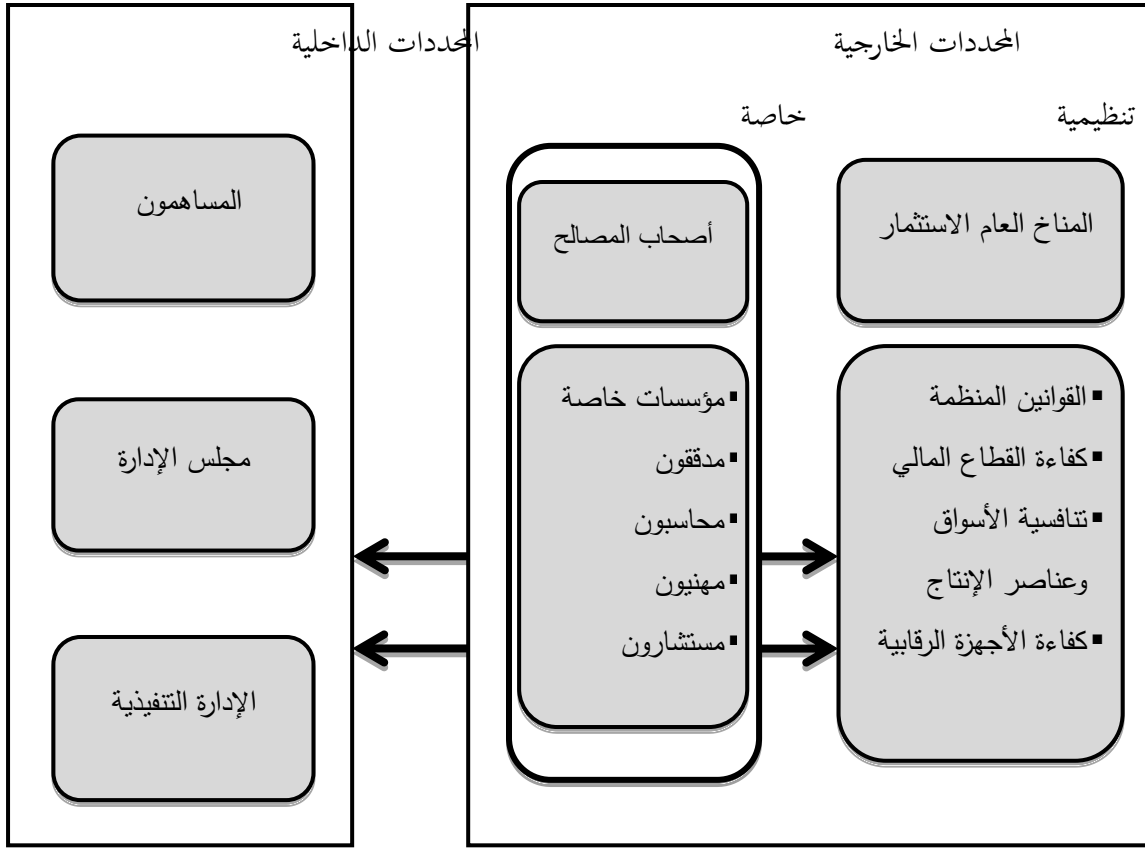 المحددات الخارجية
المحددات الداخلية
تنظيمية
خاصة
المناخ العام الاستثمار
▪ القوانين المنظمة
▪ كفاءة القطاع المالي
▪ تنافسية الأسواق
وعناصر الإنتاج
▪ كفاءة الأجهزة الرقابية
أصحاب المصالح
▪ مؤسسات خاصة
▪ مدققون
▪ محاسبون
▪ مهنيون
▪ مستشارون
المساهمون
مجلس الإدارة
الإدارة التنفيذية